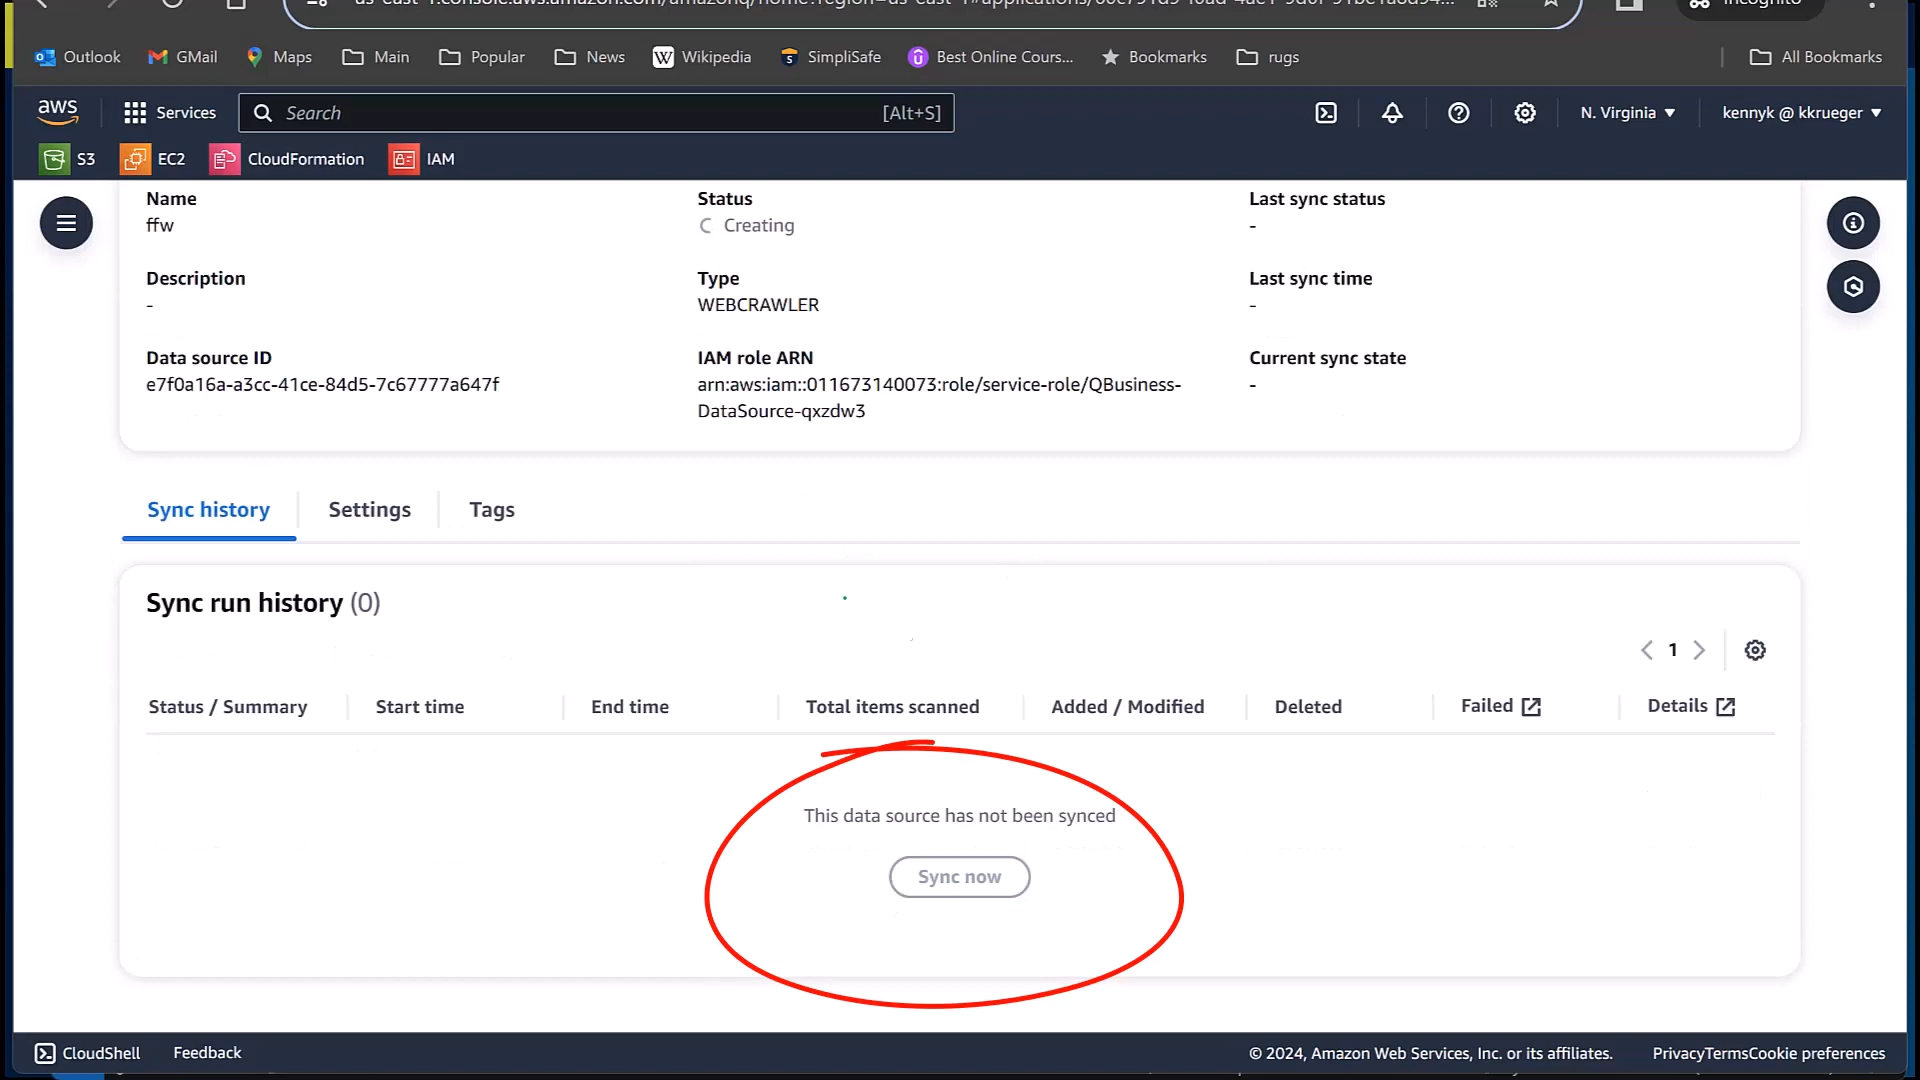 Outlook GMail Maps Main Popular News Wikipedia SimpliSafe Best Online Cours... Bookmarks rugs All Bookmarks
aws Services Search [Alt+S] N. Virginia kennyk @ kkrueger
S3 EC2 CloudFormation IAM
Name Status Last sync status
ffw Creating -
Description Type Last sync time
- WEBCRAWLER -
Data source ID IAM role ARN Current sync state
e7f0a16a-a3cc-41ce-84d5-7c67777a647f arn:aws:iam::011673140073:role/service-role/QBusiness- -
DataSource-qxzdw3
Sync history Settings Tags
Sync run history (0)
1
Status / Summary Start time End time Total items scanned Added / Modified Deleted Failed Details
This data source has not been synced
Sync now
CloudShell Feedback © 2024, Amazon Web Services, Inc. or its affiliates. Privacy Terms Cookie preferences